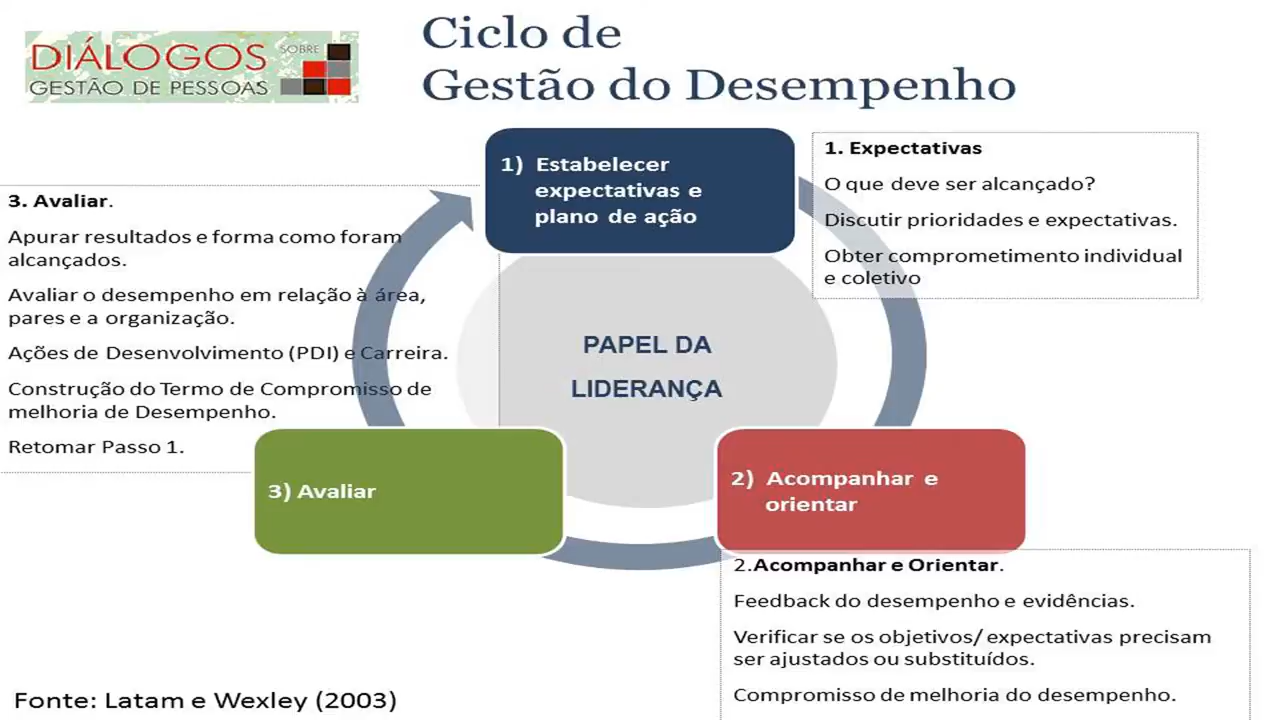 DIÁLOGOS SOBRE
GESTÃO DE PESSOAS
Ciclo de
Gestão do Desempenho
1) Estabelecer
expectativas e
plano de ação
1. Expectativas
O que deve ser alcançado?
Discutir prioridades e expectativas.
Obter comprometimento individual
e coletivo
3. Avaliar.
Apurar resultados e forma como foram
alcançados.
Avaliar o desempenho em relação à área,
pares e a organização.
Ações de Desenvolvimento (PDI) e Carreira.
Construção do Termo de Compromisso de
melhoria de Desempenho.
Retomar Passo 1.
PAPEL DA
LIDERANÇA
3) Avaliar
2) Acompanhar e
orientar
2.Acompanhar e Orientar.
Feedback do desempenho e evidências.
Verificar se os objetivos/ expectativas precisam
ser ajustados ou substituídos.
Compromisso de melhoria do desempenho.
Fonte: Latam e Wexley (2003)